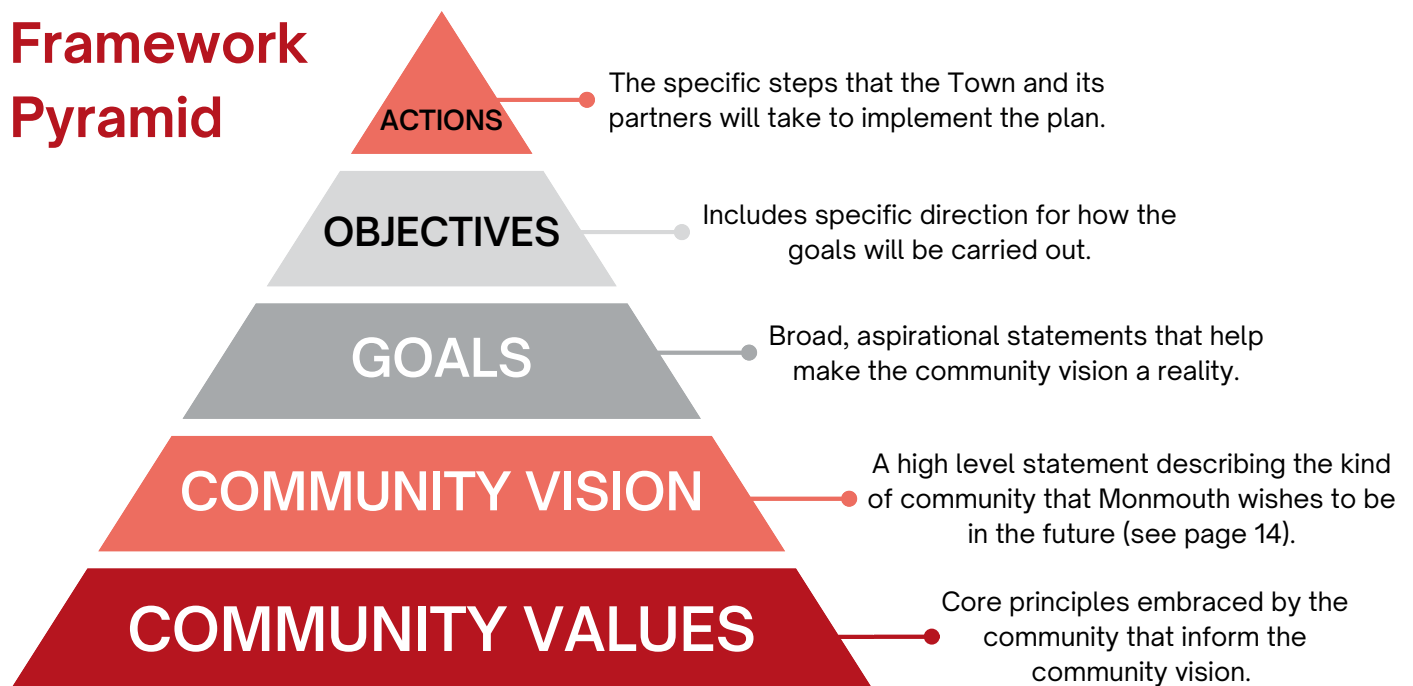 Framework
Pyramid
ACTIONS
The specific steps that the Town and its
partners will take to implement the plan.
OBJECTIVES
Includes specific direction for how the
goals will be carried out.
GOALS
Broad, aspirational statements that help
make the community vision a reality.
COMMUNITY VISION
A high level statement describing the kind
of community that Monmouth wishes to be
in the future (see page 14).
COMMUNITY VALUES
Core principles embraced by the
community that inform the
community vision.